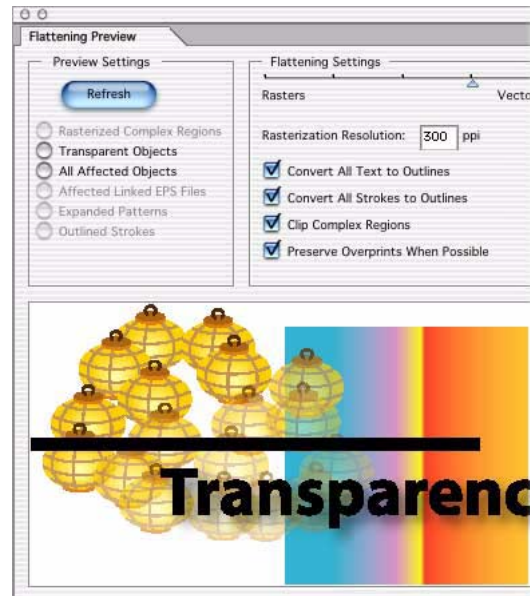 Flattening Preview
Preview Settings
Refresh
Rasterized Complex Regions
Transparent Objects
All Affected Objects
Affected Linked EPS Files
Expanded Patterns
Outlined Strokes
Flattening Settings
Rasters Vecto
Rasterization Resolution: 300 ppi
Convert All Text to Outlines
Convert All Strokes to Outlines
Clip Complex Regions
Preserve Overprints When Possible
Transparenc